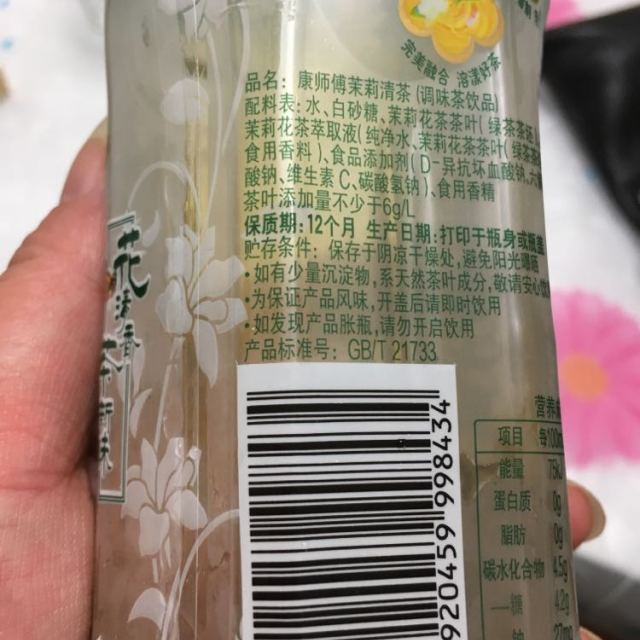 完美融合 溶漾好茶
品名：康师傅茉莉清茶（调味茶饮品）
配料表：水、白砂糖、茉莉花茶茶叶（绿茶茶坯
茉莉花茶萃取液（纯净水、茉莉花茶茶叶（绿茶茶
食用香料）、食品添加剂（D-异抗坏血酸钠、六
酸钠、维生素C、碳酸氢钠）、食用香精
茶叶添加量不少于6g/L
保质期：12个月 生产日期：打印于瓶身或瓶盖
贮存条件：保存于阴凉干燥处，避免阳光曝晒
·如有少量沉淀物，系天然茶叶成分，敬请安心饮
·为保证产品风味，开盖后请即时饮用
·如发现产品胀瓶，请勿开启饮用
产品标准号：GB/T 21733
花清香
茶新味
920459 998434
营养
项目 每100m
能量 75kJ
蛋白质 0g
脂肪 0g
碳水化合物 4.5g
—糖 4.2g
钠